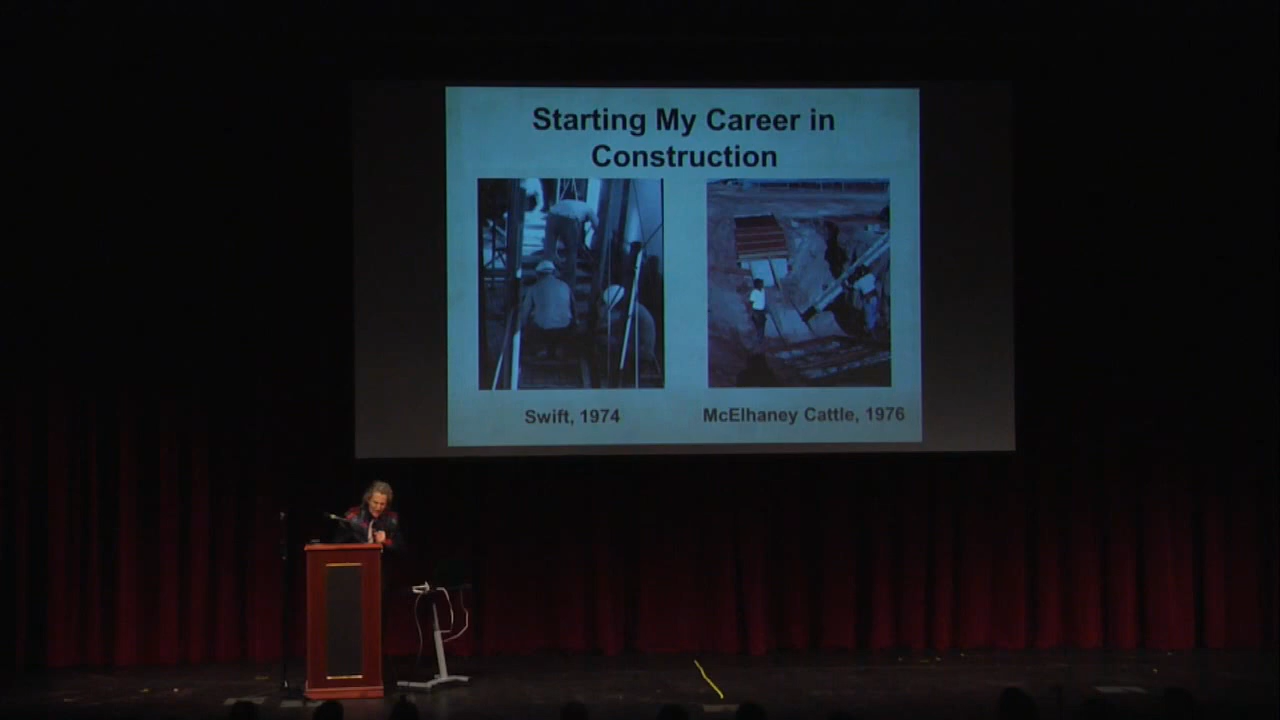 Starting My Career in
Construction
Swift, 1974
McElhaney Cattle, 1976